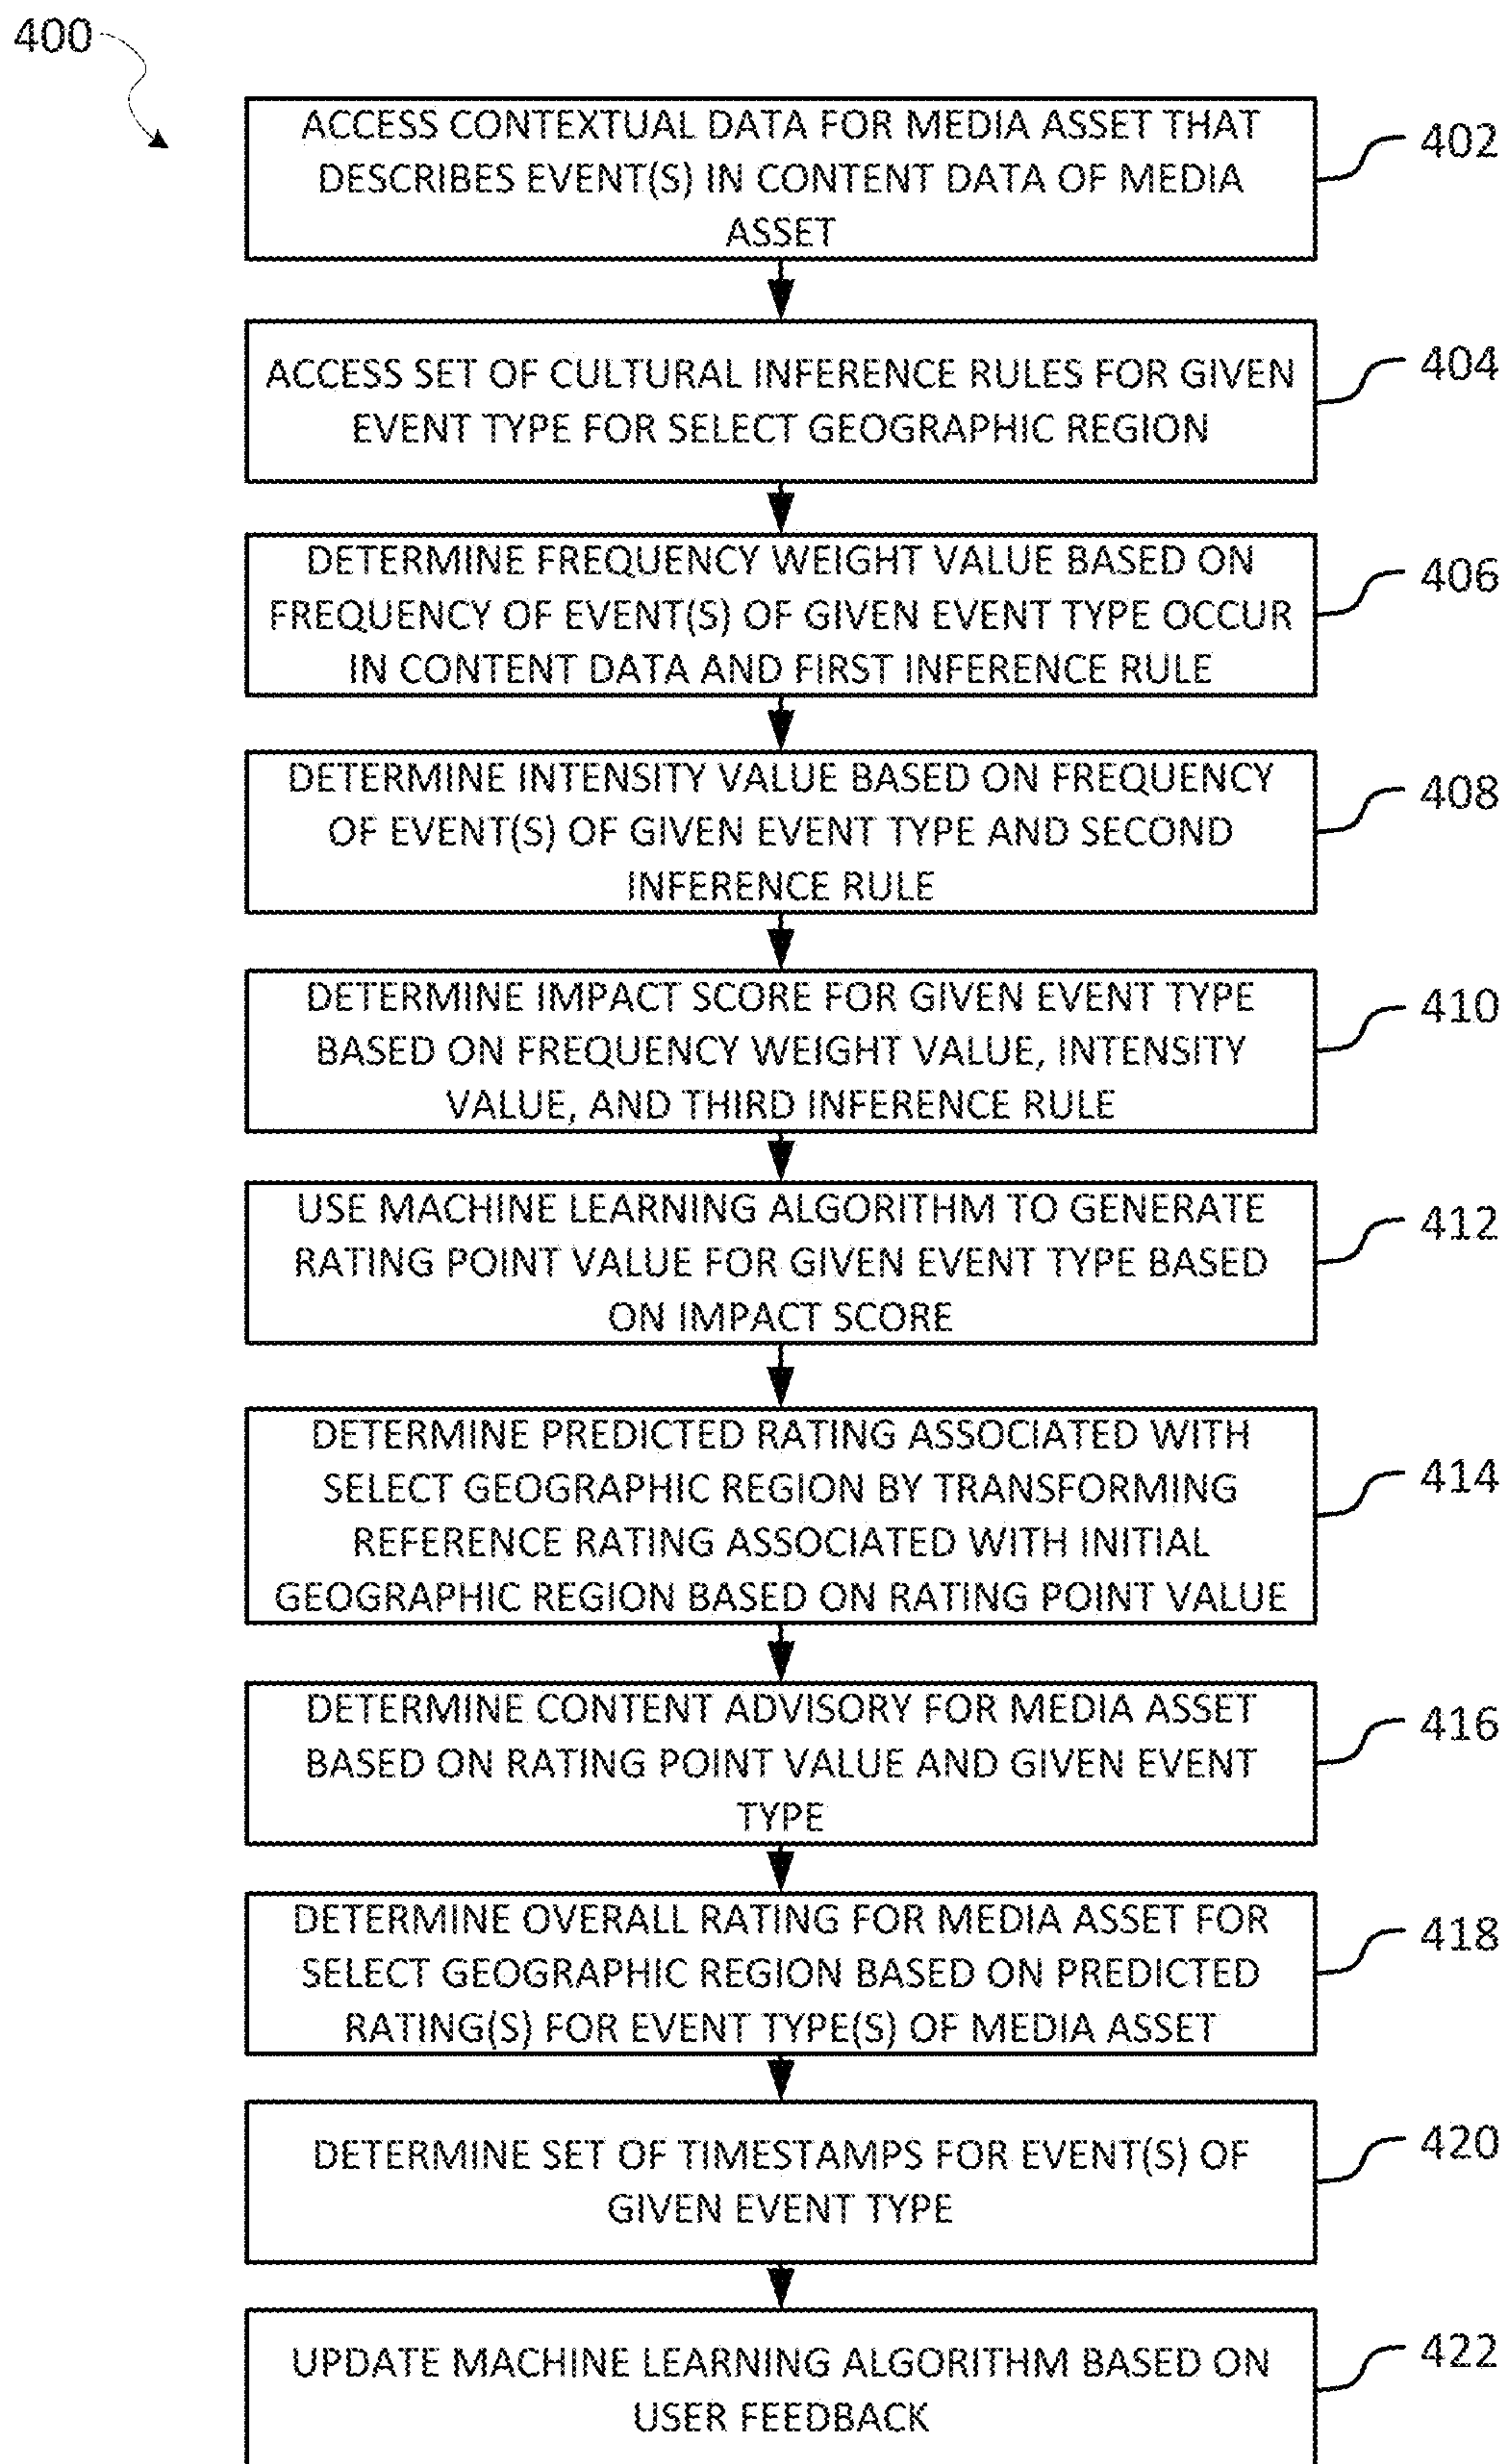 400
ACCESS CONTEXTUAL DATA FOR MEDIA ASSET THAT
DESCRIBES EVENT(S) IN CONTENT DATA OF MEDIA
ASSET
402
ACCESS SET OF CULTURAL INFERENCE RULES FOR GIVEN
EVENT TYPE FOR SELECT GEOGRAPHIC REGION
404
DETERMINE FREQUENCY WEIGHT VALUE BASED ON
FREQUENCY OF EVENT(S) OF GIVEN EVENT TYPE OCCUR
IN CONTENT DATA AND FIRST INFERENCE RULE
406
DETERMINE INTENSITY VALUE BASED ON FREQUENCY
OF EVENT(S) OF GIVEN EVENT TYPE AND SECOND
INFERENCE RULE
408
DETERMINE IMPACT SCORE FOR GIVEN EVENT TYPE
BASED ON FREQUENCY WEIGHT VALUE, INTENSITY
VALUE, AND THIRD INFERENCE RULE
410
USE MACHINE LEARNING ALGORITHM TO GENERATE
RATING POINT VALUE FOR GIVEN EVENT TYPE BASED
ON IMPACT SCORE
412
DETERMINE PREDICTED RATING ASSOCIATED WITH
SELECT GEOGRAPHIC REGION BY TRANSFORMING
REFERENCE RATING ASSOCIATED WITH INITIAL
GEOGRAPHIC REGION BASED ON RATING POINT VALUE
414
DETERMINE CONTENT ADVISORY FOR MEDIA ASSET
BASED ON RATING POINT VALUE AND GIVEN EVENT
TYPE
416
DETERMINE OVERALL RATING FOR MEDIA ASSET FOR
SELECT GEOGRAPHIC REGION BASED ON PREDICTED
RATING(S) FOR EVENT TYPE(S) OF MEDIA ASSET
418
DETERMINE SET OF TIMESTAMPS FOR EVENT(S) OF
GIVEN EVENT TYPE
420
UPDATE MACHINE LEARNING ALGORITHM BASED ON
USER FEEDBACK
422